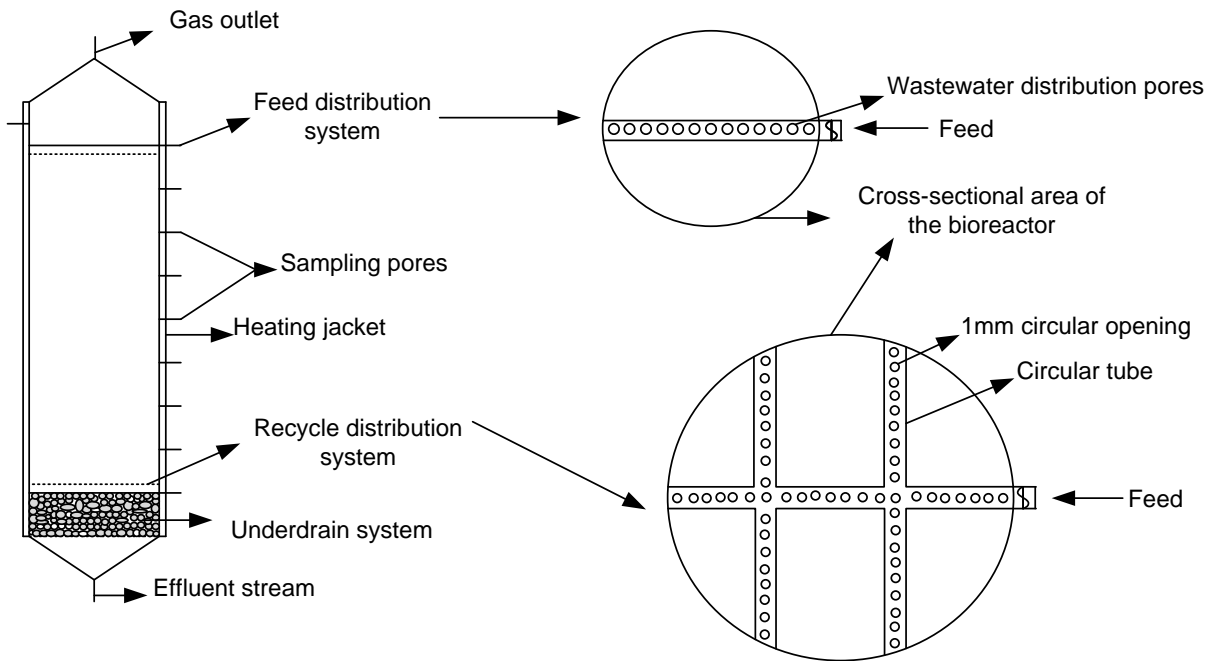 Gas outlet
Feed distribution
system
Wastewater distribution pores
Feed
Cross-sectional area of
the bioreactor
Sampling pores
Heating jacket
1mm circular opening
Circular tube
Recycle distribution
system
Feed
Underdrain system
Effluent stream